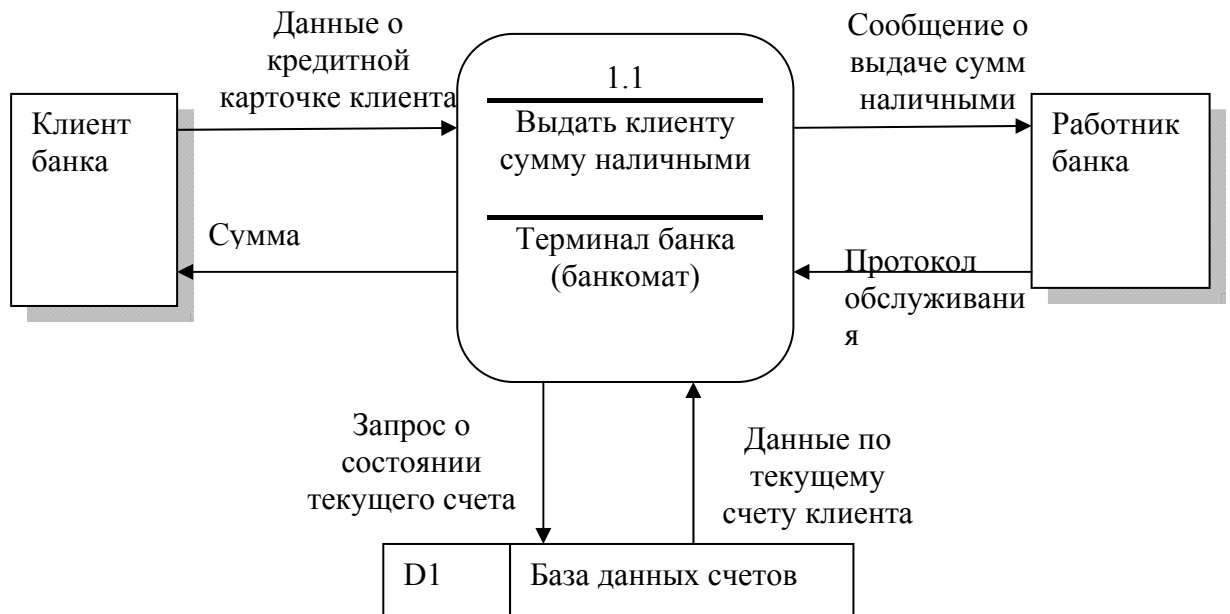 Данные о
кредитной
карточке клиента
Сообщение о
выдаче сумм
наличными
Клиент
банка
1.1
Выдать клиенту
сумму наличными
Терминал банка
(банкомат)
Работник
банка
Сумма
Протокол
обслуживани
я
Запрос о
состоянии
текущего счета
Данные по
текущему
счету клиента
D1
База данных счетов